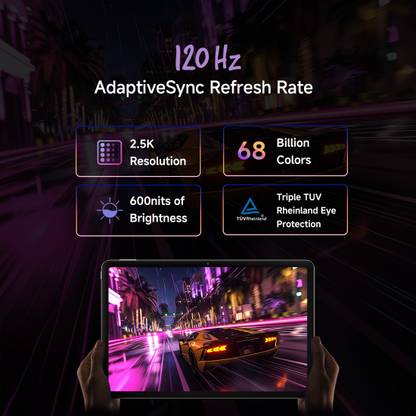 120 Hz
AdaptiveSync Refresh Rate
2.5K
Resolution
68 Billion
Colors
600nits of
Brightness
TÜVRheinland
Triple TUV
Rheinland Eye
Protection